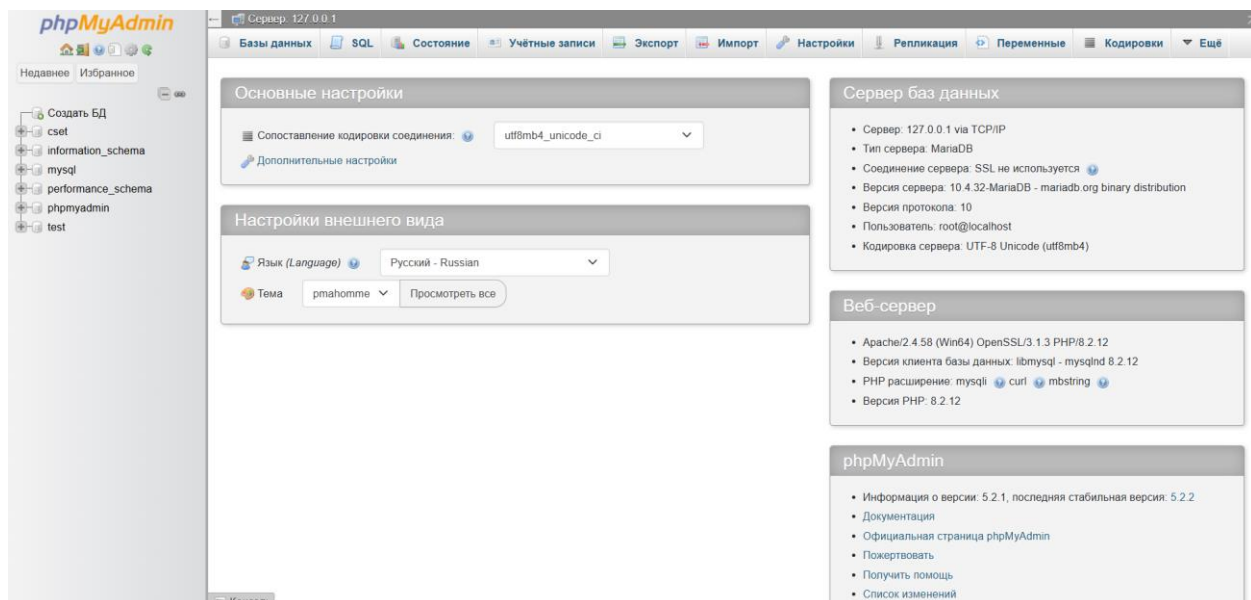 phpMyAdmin
Недавнее Избранное
Создать БД
cset
information_schema
mysql
performance_schema
phpmyadmin
test
Сервер: 127.0.0.1
Базы данных SQL Состояние Учётные записи Экспорт Импорт Настройки Репликация Переменные Кодировки Ещё
Основные настройки
Сопоставление кодировки соединения: utf8mb4_unicode_ci
Дополнительные настройки
Настройки внешнего вида
Язык (Language) Русский - Russian
Тема pmahomme Просмотреть все
Сервер баз данных
• Сервер: 127.0.0.1 via TCP/IP
• Тип сервера: MariaDB
• Соединение сервера: SSL не используется
• Версия сервера: 10.4.32-MariaDB - mariadb.org binary distribution
• Версия протокола: 10
• Пользователь: root@localhost
• Кодировка сервера: UTF-8 Unicode (utf8mb4)
Веб-сервер
• Apache/2.4.58 (Win64) OpenSSL/3.1.3 PHP/8.2.12
• Версия клиента базы данных: libmysql - mysqlnd 8.2.12
• PHP расширение: mysqli curl mbstring
• Версия PHP: 8.2.12
phpMyAdmin
• Информация о версии: 5.2.1, последняя стабильная версия: 5.2.2
• Документация
• Официальная страница phpMyAdmin
• Пожертвовать
• Получить помощь
• Список изменений